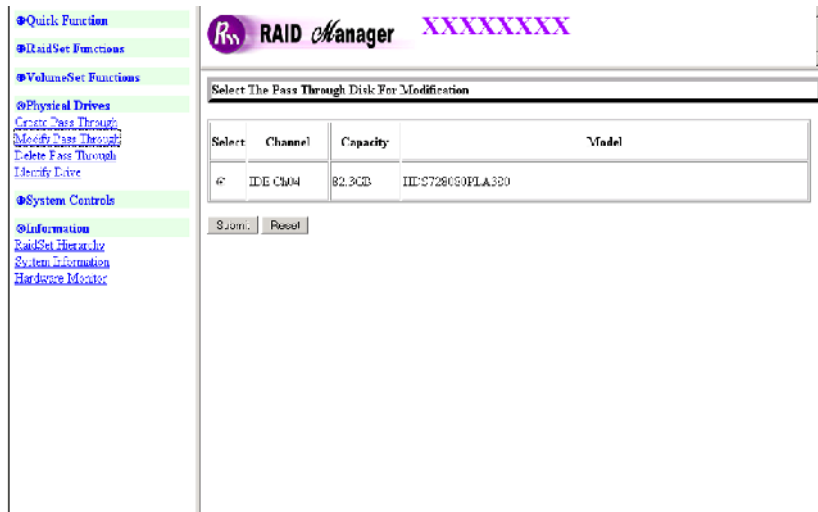 Quick Function
RaidSet Functions
VolumeSet Functions
Physical Drives
Create Pass Through
Modify Pass Through
Delete Pass Through
Identify Drive
System Controls
Information
RaidSet Hierarchy
System Information
Hardware Monitor
Rm RAID Manager XXXXXXXX
Select The Pass Through Disk For Modification
Select Channel Capacity Model
IDE Ch04 82.3GB
Submit Reset